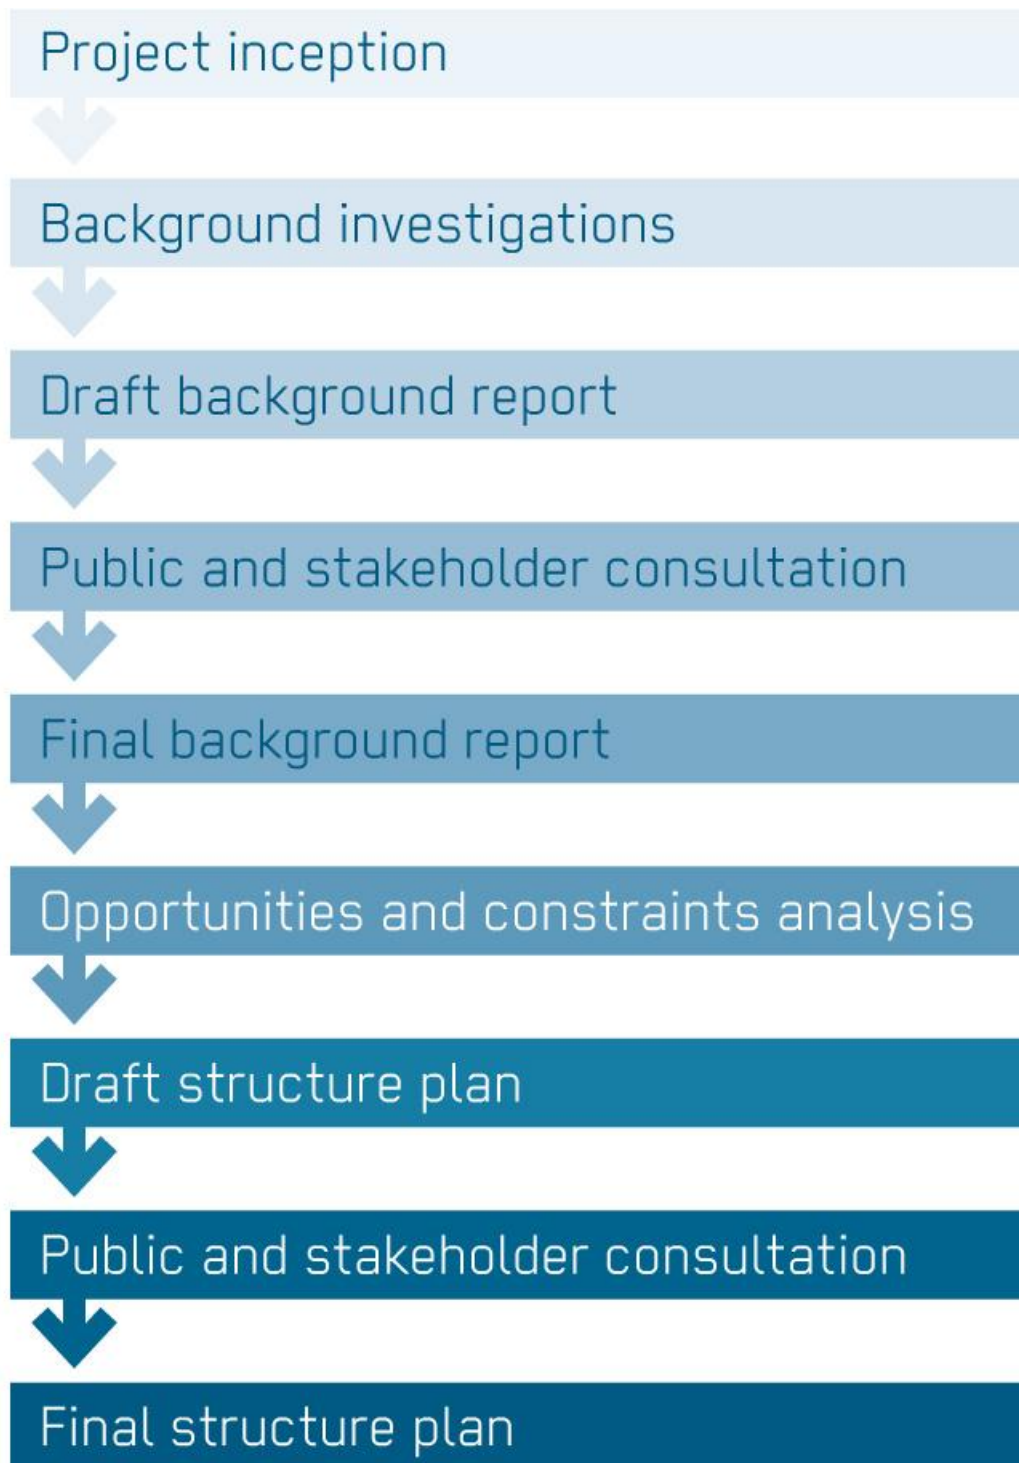 Project inception
Background investigations
Draft background report
Public and stakeholder consultation
Final background report
Opportunities and constraints analysis
Draft structure plan
Public and stakeholder consultation
Final structure plan